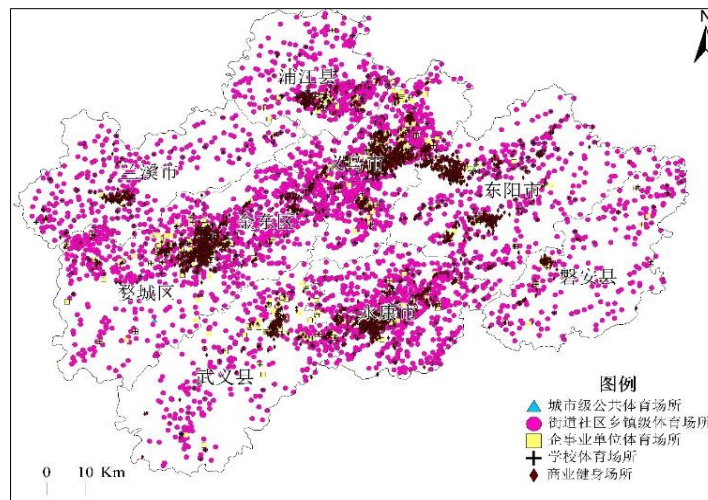 N
浦江县
兰溪市
义乌市
东阳市
金东区
婺城区
磐安县
永康市
武义县
图例
城市级公共体育场所
街道社区乡镇级体育场所
企事业单位体育场所
学校体育场所
商业健身场所
0 10 Km